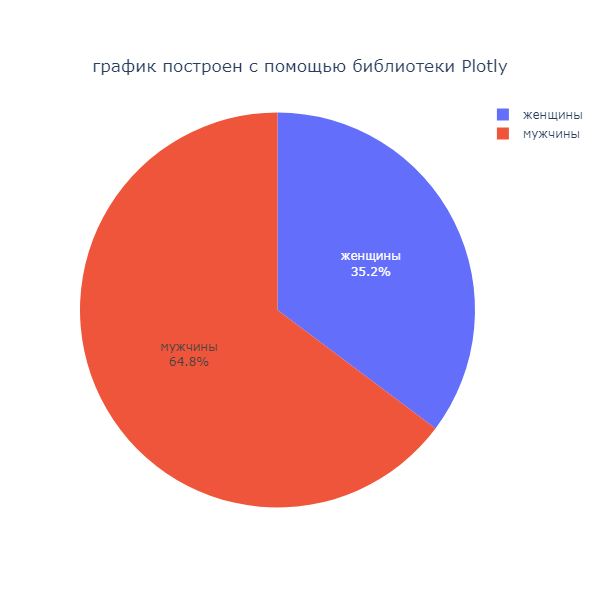 график построен с помощью библиотеки Plotly
женщины
мужчины
женщины
35.2%
мужчины
64.8%